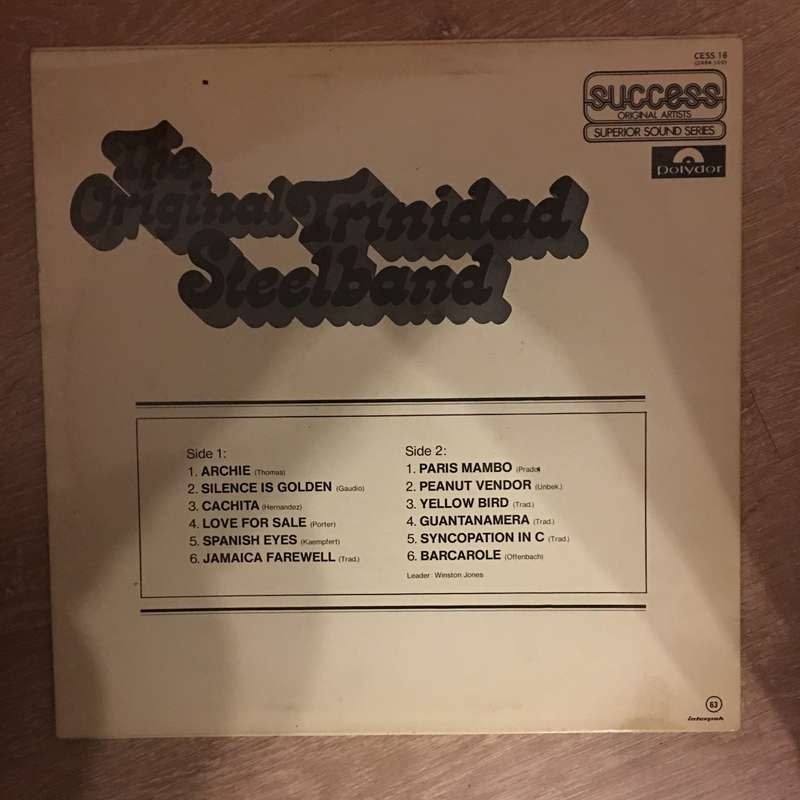 CESS 16
success
ORIGINAL ARTISTS
SUPERIOR SOUND SERIES
Polydor
The
Original Trinidad
Steelband
Side 1:
1. ARCHIE (Thomas)
2. SILENCE IS GOLDEN (Gaudio)
3. CACHITA (Hernandez)
4. LOVE FOR SALE (Porter)
5. SPANISH EYES (Kaempfert)
6. JAMAICA FAREWELL (Trad.)
Side 2:
1. PARIS MAMBO (Prado)
2. PEANUT VENDOR (Unbek.)
3. YELLOW BIRD (Trad.)
4. GUANTANAMERA (Trad.)
5. SYNCOPATION IN C (Trad.)
6. BARCAROLE (Offenbach)
Leader: Winston Jones
63
interpak